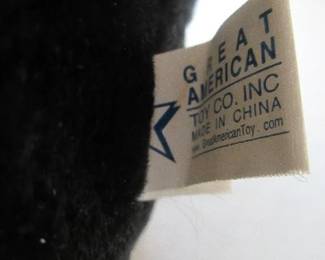 GREAT
AMERICAN
TOY CO. INC
MADE IN CHINA
www.GreatAmericanToy.com